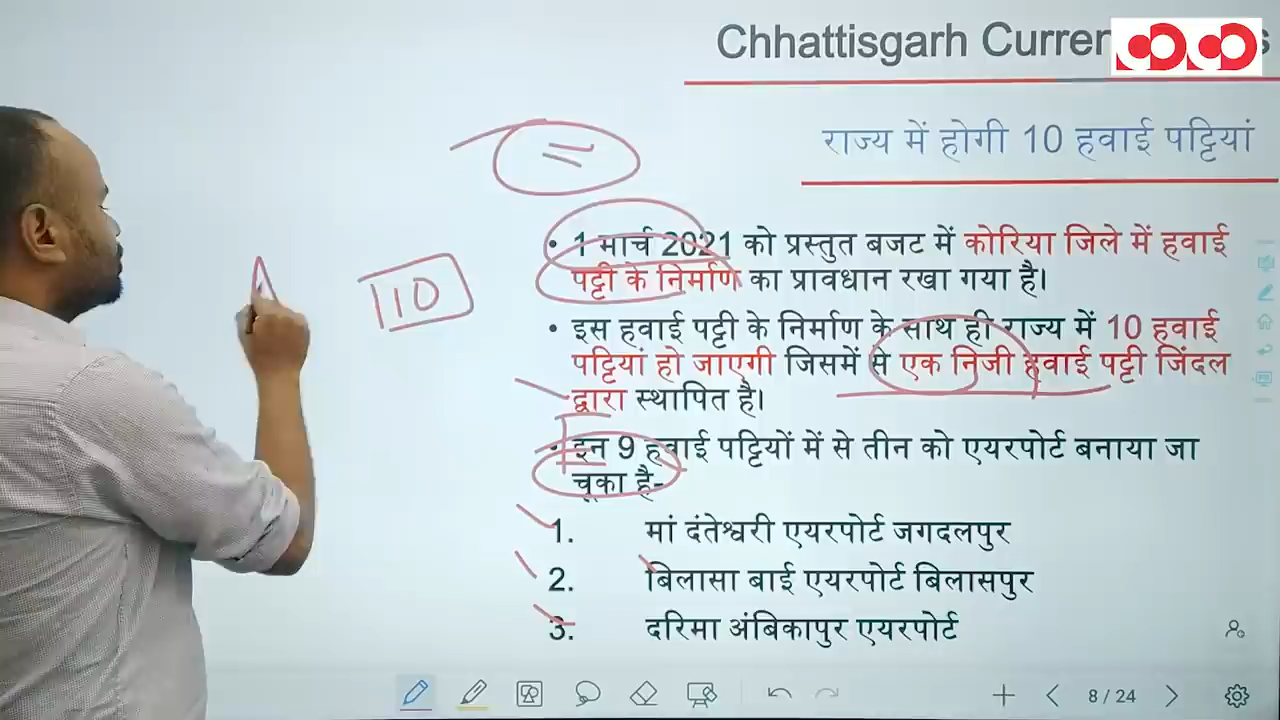 Chhattisgarh Curren
राज्य में होगी 10 हवाई पट्टियां
• 1 मार्च 2021 को प्रस्तुत बजट में कोरिया जिले में हवाई
पट्टी के निर्माण का प्रावधान रखा गया है।
• इस हवाई पट्टी के निर्माण के साथ ही राज्य में 10 हवाई
पट्टियां हो जाएगी जिसमें से एक निजी हवाई पट्टी जिंदल
द्वारा स्थापित है।
• इन 9 हवाई पट्टियों में से तीन को एयरपोर्ट बनाया जा
चूका है-
1. मां दंतेश्वरी एयरपोर्ट जगदलपुर
2. बिलासा बाई एयरपोर्ट बिलासपुर
3. दरिमा अंबिकापुर एयरपोर्ट
10
8 / 24